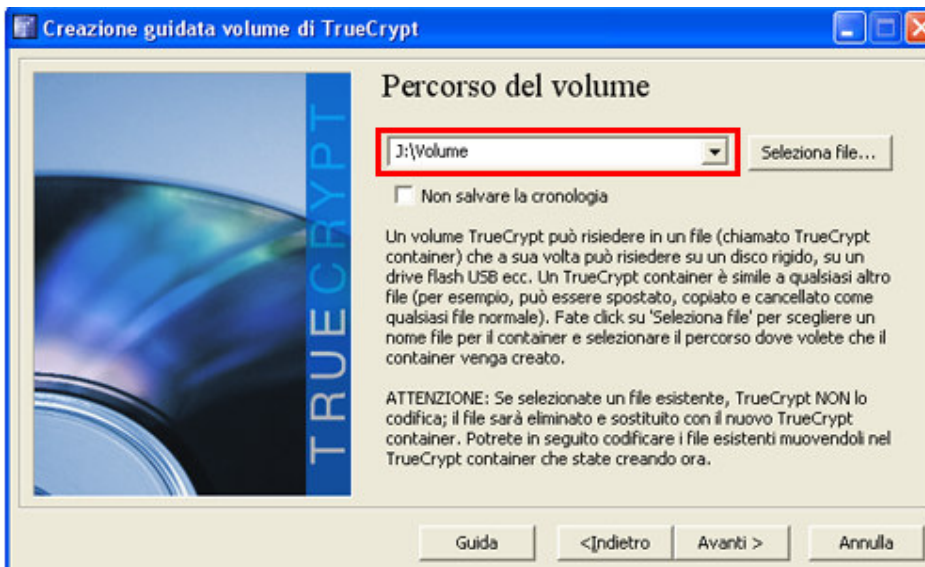 Creazione guidata volume di TrueCrypt
TRUECRYPT
Percorso del volume
J:\Volume
Seleziona file...
Non salvare la cronologia
Un volume TrueCrypt può risiedere in un file (chiamato TrueCrypt
container) che a sua volta può risiedere su un disco rigido, su un
drive flash USB ecc. Un TrueCrypt container è simile a qualsiasi altro
file (per esempio, può essere spostato, copiato e cancellato come
qualsiasi file normale). Fate click su 'Seleziona file' per scegliere un
nome file per il container e selezionare il percorso dove volete che il
container venga creato.
ATTENZIONE: Se selezionate un file esistente, TrueCrypt NON lo
codifica; il file sarà eliminato e sostituito con il nuovo TrueCrypt
container. Potrete in seguito codificare i file esistenti muovendoli nel
TrueCrypt container che state creando ora.
Guida
<Indietro
Avanti >
Annulla